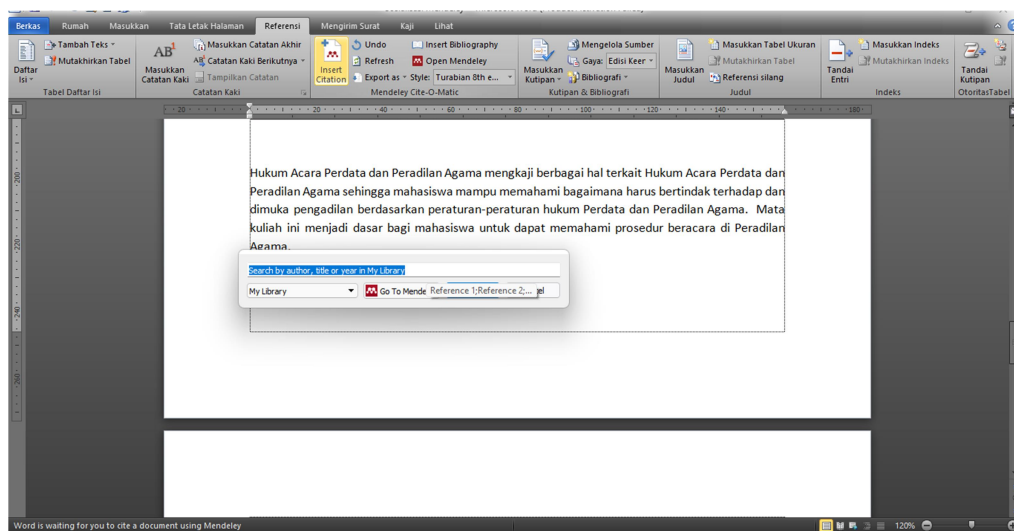 Berkas Rumah Masukkan Tata Letak Halaman Referensi Mengirim Surat Kaji Lihat
Daftar Isi
Tambah Teks
Mutakhirkan Tabel
Tabel Daftar Isi
AB1
Masukkan Catatan Kaki
Masukkan Catatan Akhir
Catatan Kaki Berikutnya
Tampilkan Catatan
Catatan Kaki
Insert Citation
Undo
Refresh
Export as
Insert Bibliography
Open Mendeley
Style: Turabian 8th e...
Mendeley Cite-O-Matic
Masukkan Kutipan
Mengelola Sumber
Gaya: Edisi Keer
Bibliografi
Kutipan & Bibliografi
Masukkan Judul
Masukkan Tabel Ukuran
Mutakhirkan Tabel
Referensi silang
Judul
Tandai Entri
Masukkan Indeks
Mutakhirkan Indeks
Indeks
Tandai Kutipan
OtoritasTabel
Hukum Acara Perdata dan Peradilan Agama mengkaji berbagai hal terkait Hukum Acara Perdata dan
Peradilan Agama sehingga mahasiswa mampu memahami bagaimana harus bertindak terhadap dan
dimuka pengadilan berdasarkan peraturan-peraturan hukum Perdata dan Peradilan Agama. Mata
kuliah ini menjadi dasar bagi mahasiswa untuk dapat memahami prosedur beracara di Peradilan
Agama.
Search by author, title or year in My Library
My Library Go To Mende Reference 1;Reference 2;...
Word is waiting for you to cite a document using Mendeley 120%